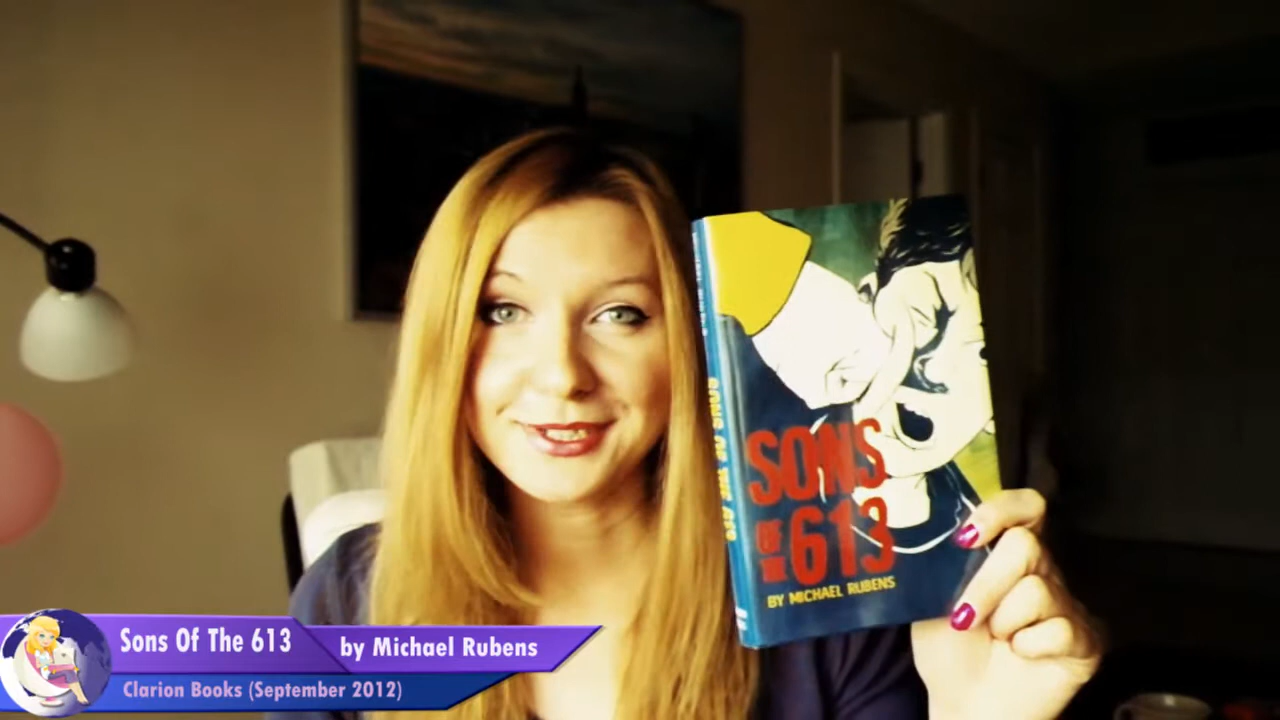 SONS OF THE 613
SONS
OF THE
613
BY MICHAEL RUBENS
Sons Of The 613
by Michael Rubens
Clarion Books (September 2012)